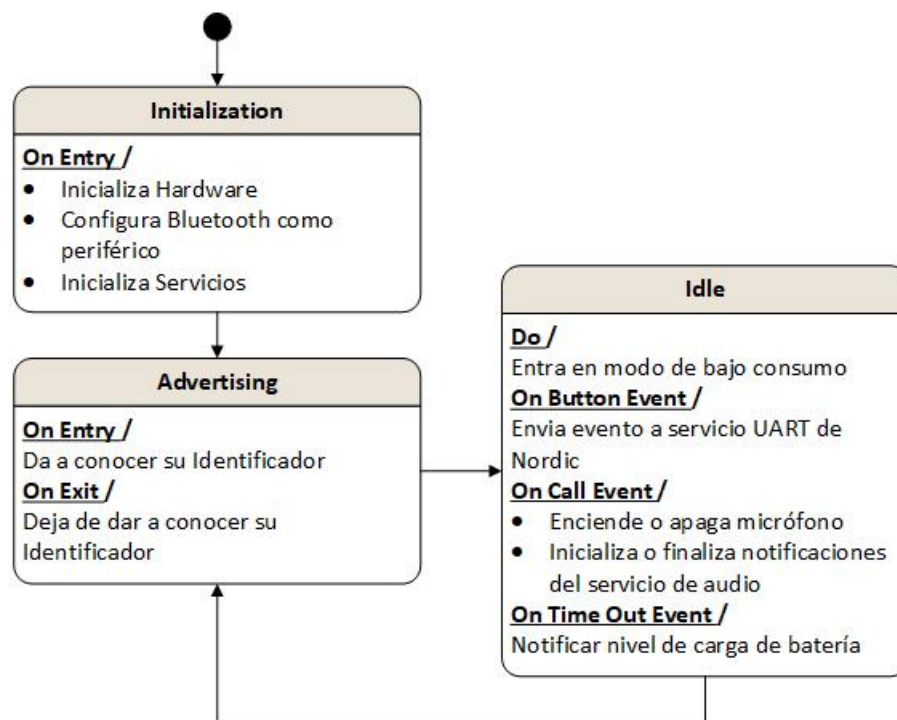 Initialization
On Entry /
• Inicializa Hardware
• Configura Bluetooth como
periférico
• Inicializa Servicios
Advertising
On Entry /
Da a conocer su Identificador
On Exit /
Deja de dar a conocer su
Identificador
Idle
Do /
Entra en modo de bajo consumo
On Button Event /
Envia evento a servicio UART de
Nordic
On Call Event /
• Enciende o apaga micrófono
• Inicializa o finaliza notificaciones
del servicio de audio
On Time Out Event /
Notificar nivel de carga de batería